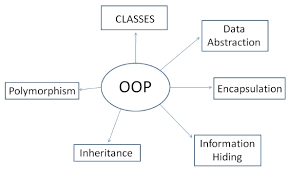 CLASSES
Data
Abstraction
Polymorphism
OOP
Encapsulation
Inheritance
Information
Hiding